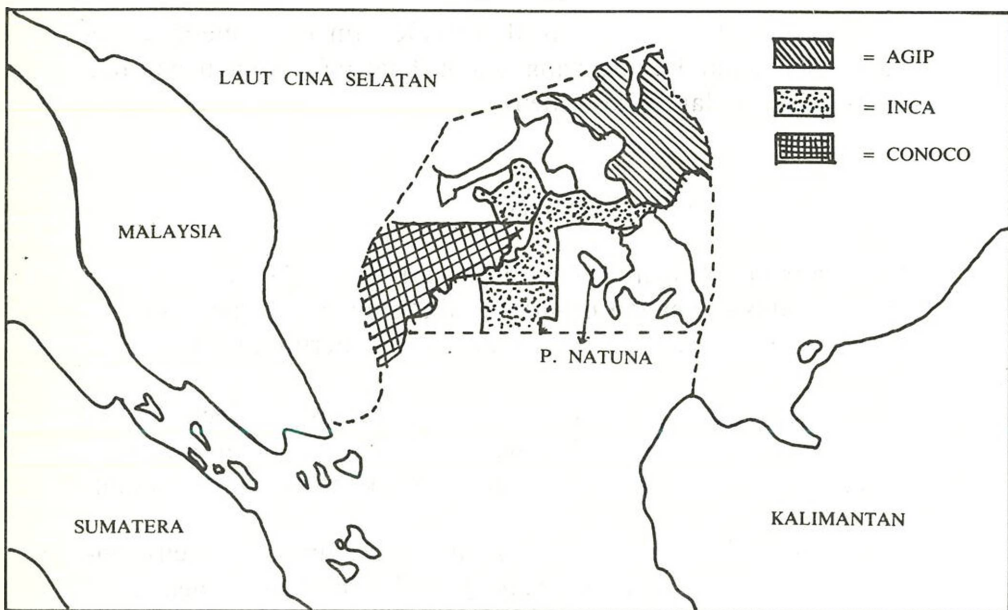 LAUT CINA SELATAN
= AGIP
= INCA
= CONOCO
MALAYSIA
P. NATUNA
SUMATERA
KALIMANTAN